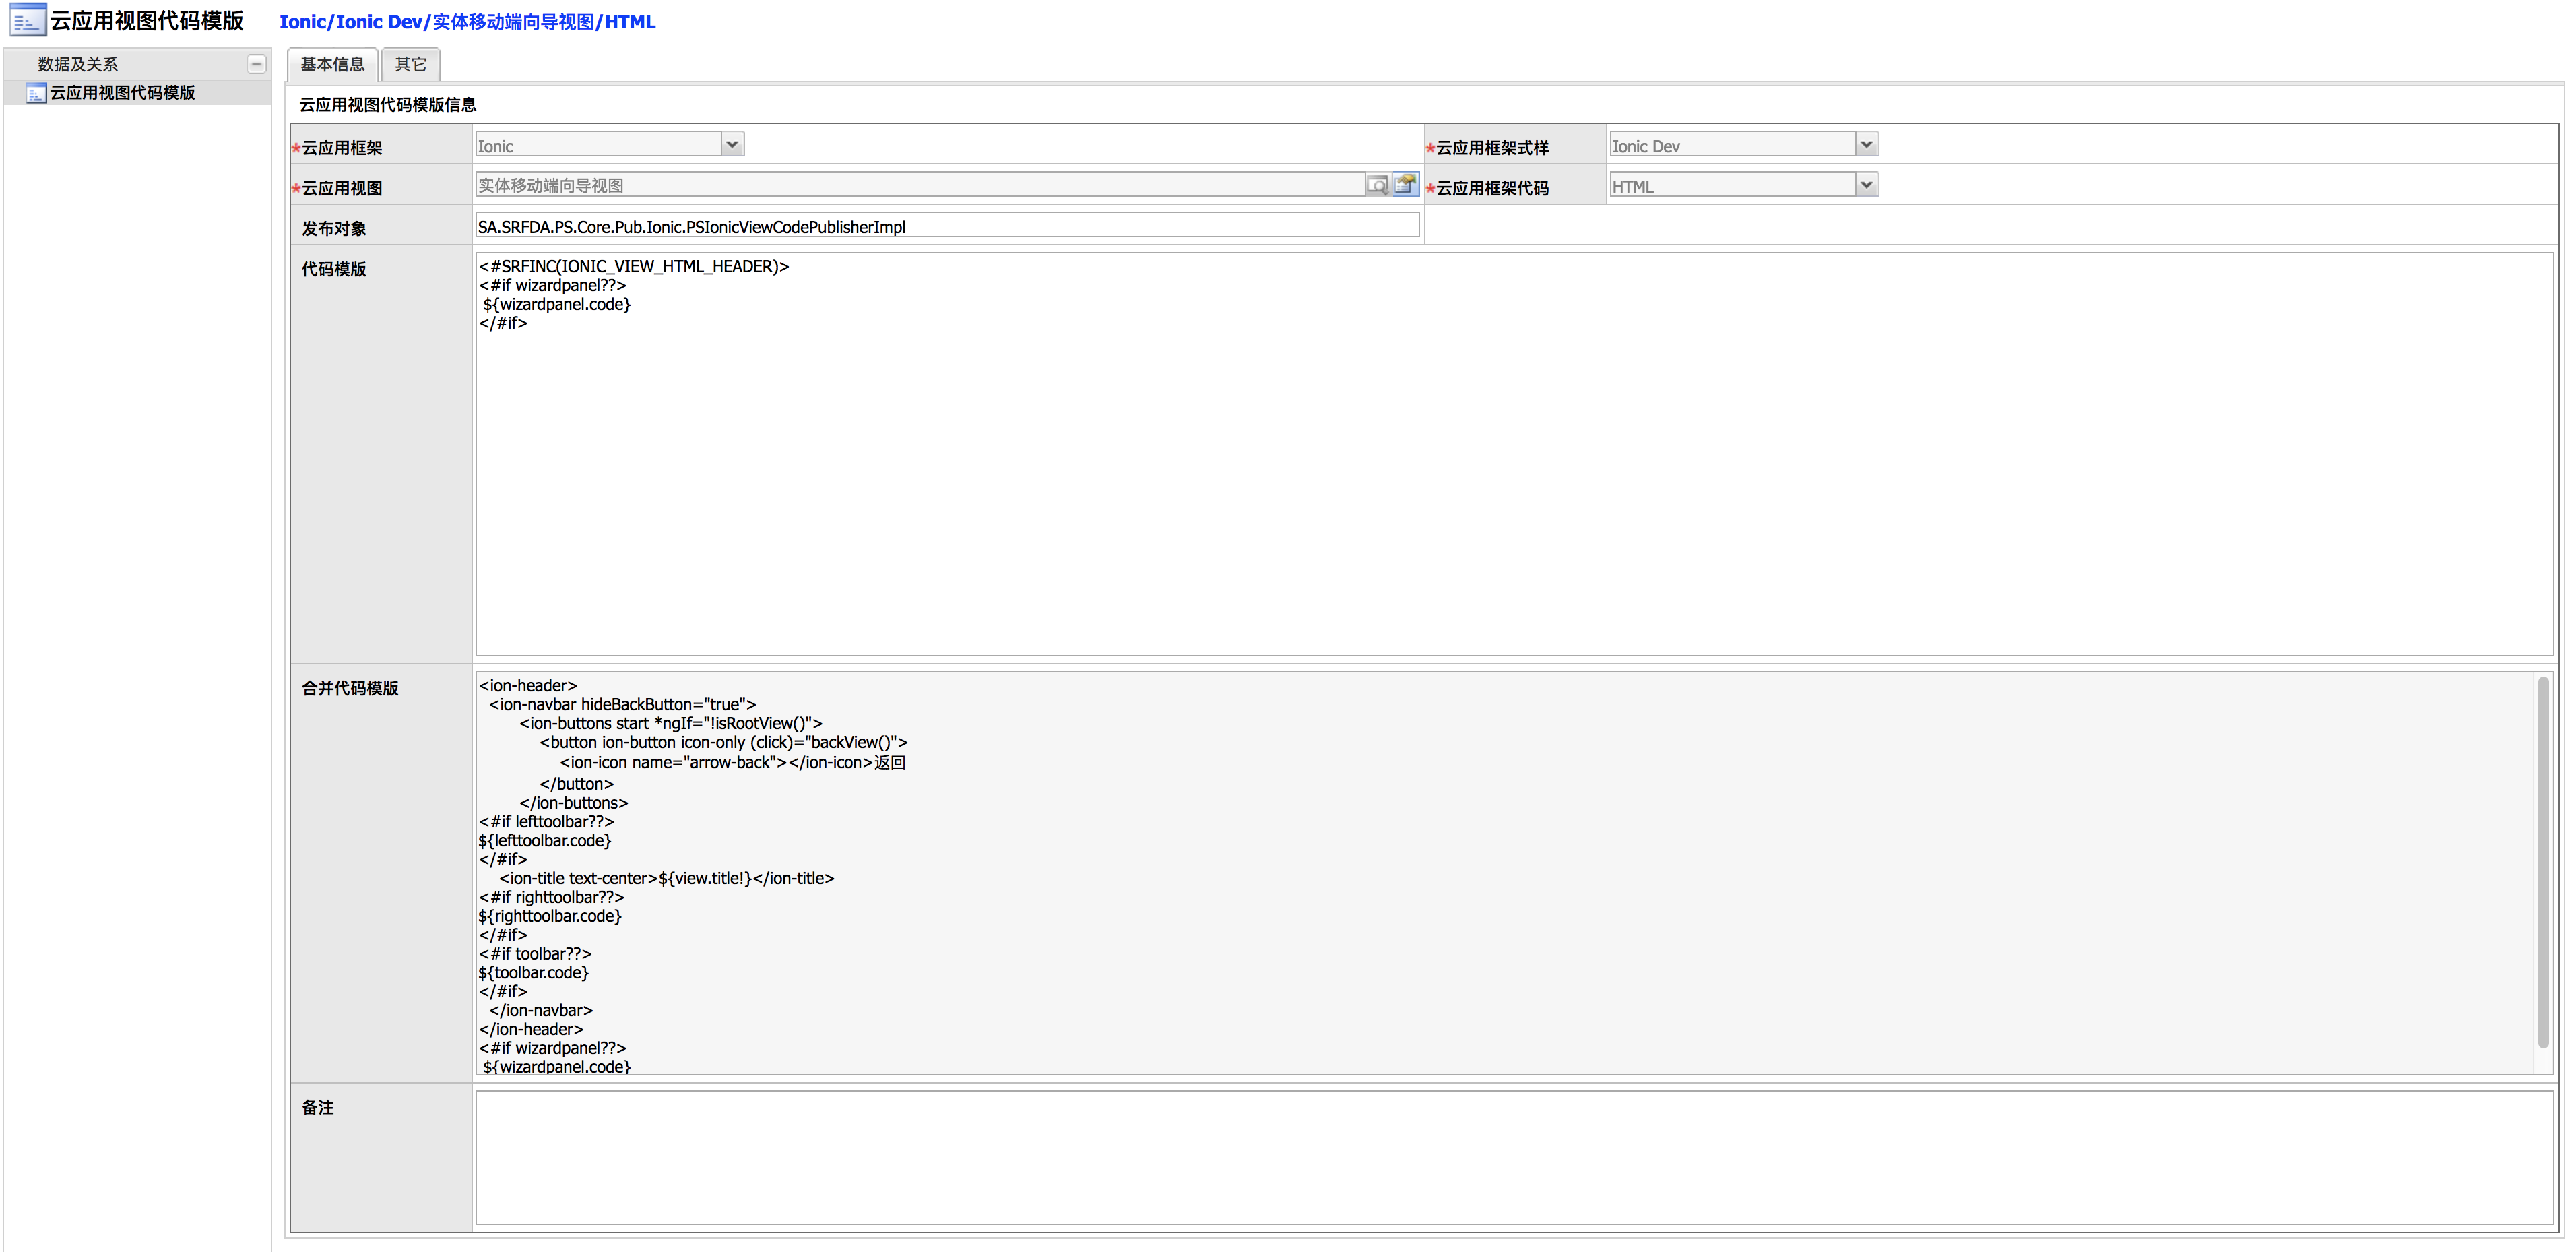 云应用视图代码模版
Ionic/Ionic Dev/实体移动端向导视图/HTML
数据及关系
云应用视图代码模版
基本信息
其它
云应用视图代码模版信息
*云应用框架
Ionic
*云应用框架式样
Ionic Dev
*云应用视图
实体移动端向导视图
*云应用框架代码
HTML
发布对象
SA.SRFDA.PS.Core.Pub.Ionic.PSIonicViewCodePublisherImpl
代码模版
<#SRFINC(IONIC_VIEW_HTML_HEADER)>
<#if wizardpanel??>
 ${wizardpanel.code}
</#if>
合并代码模版
<ion-header>
  <ion-navbar hideBackButton="true">
        <ion-buttons start *ngIf="!isRootView()">
            <button ion-button icon-only (click)="backView()">
                <ion-icon name="arrow-back"></ion-icon>返回
            </button>
        </ion-buttons>
<#if lefttoolbar??>
${lefttoolbar.code}
</#if>
    <ion-title text-center>${view.title!}</ion-title>
<#if righttoolbar??>
${righttoolbar.code}
</#if>
<#if toolbar??>
${toolbar.code}
</#if>
  </ion-navbar>
</ion-header>
<#if wizardpanel??>
 ${wizardpanel.code}
备注